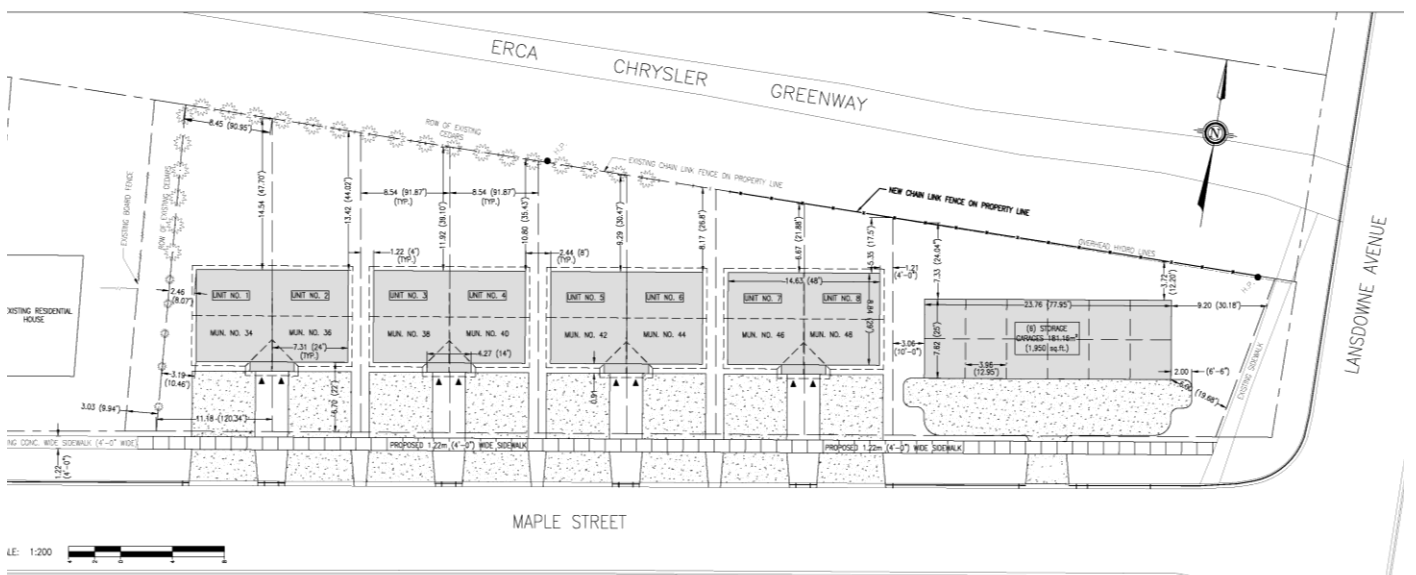 ERCA CHRYSLER GREENWAY
LANSDOWNE AVENUE
MAPLE STREET
N
ROW OF EXISTING
CEDARS
H.P.
EXISTING CHAIN LINK FENCE ON PROPERTY LINE
NEW CHAIN LINK FENCE ON PROPERTY LINE
OVERHEAD HYDRO LINES
H.P.
EXISTING BOARD FENCE
ROW OF EXISTING CEDARS
EXISTING SIDEWALK
8.45 (90.95")
14.54 (47.70")
13.42 (44.02")
8.54 (91.87")
(TYP.)
8.54 (91.87")
(TYP.)
11.92 (39.10")
10.80 (35.43")
9.29 (30.47")
8.17 (26.8")
6.67 (21.88")
5.35 (17.5")
7.33 (24.04")
3.72
(12.20")
1.22 (4")
(TYP.)
2.44 (8")
(TYP.)
1.21
(4'-0")
14.63 (48")
8.84 (29")
23.76 (77.95")
9.20 (30.18")
2.46
(8.07")
UNIT NO. 1
UNIT NO. 2
UNIT NO. 3
UNIT NO. 4
UNIT NO. 5
UNIT NO. 6
UNIT NO. 7
UNIT NO. 8
MUN. NO. 34
MUN. NO. 36
MUN. NO. 38
MUN. NO. 40
MUN. NO. 42
MUN. NO. 44
MUN. NO. 46
MUN. NO. 48
EXISTING RESIDENTIAL
HOUSE
(6) STORAGE
GARAGES 181.16m²
(1,950 sq.ft.)
7.31 (24")
(TYP.)
4.27 (14")
3.06
(10'-0")
7.62 (25")
3.96
(12.95")
2.00 (6'-6")
6.00 (19.68")
3.19
(10.46")
6.70 (22")
0.91
3.03 (9.94")
11.18 (120.34")
NG CONC. WIDE SIDEWALK (4'-0" WIDE)
PROPOSED 1.22m (4'-0") WIDE SIDEWALK
PROPOSED 1.22m (4'-0") WIDE SIDEWALK
1.22
(4'-0")
LE: 1:200